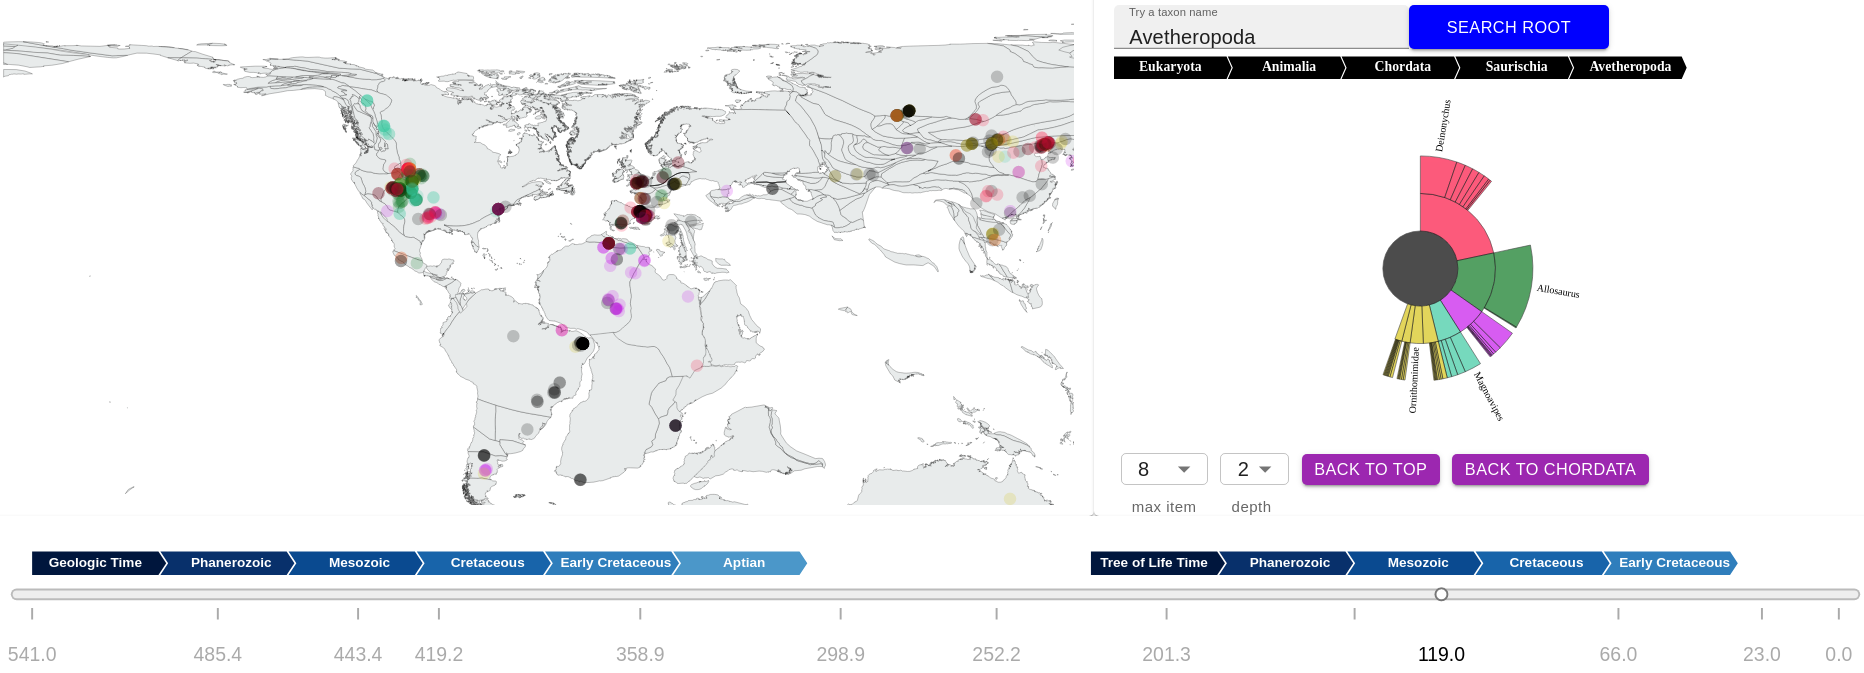 Try a taxon name
Avetheropoda
SEARCH ROOT
Eukaryota Animalia Chordata Saurischia Avetheropoda
Deinonychus
Allosaurus
Magnoavipes
Ornithomimidae
8 2 BACK TO TOP BACK TO CHORDATA
max item depth
Geologic Time Phanerozoic Mesozoic Cretaceous Early Cretaceous Aptian
Tree of Life Time Phanerozoic Mesozoic Cretaceous Early Cretaceous
541.0 485.4 443.4 419.2 358.9 298.9 252.2 201.3 119.0 66.0 23.0 0.0